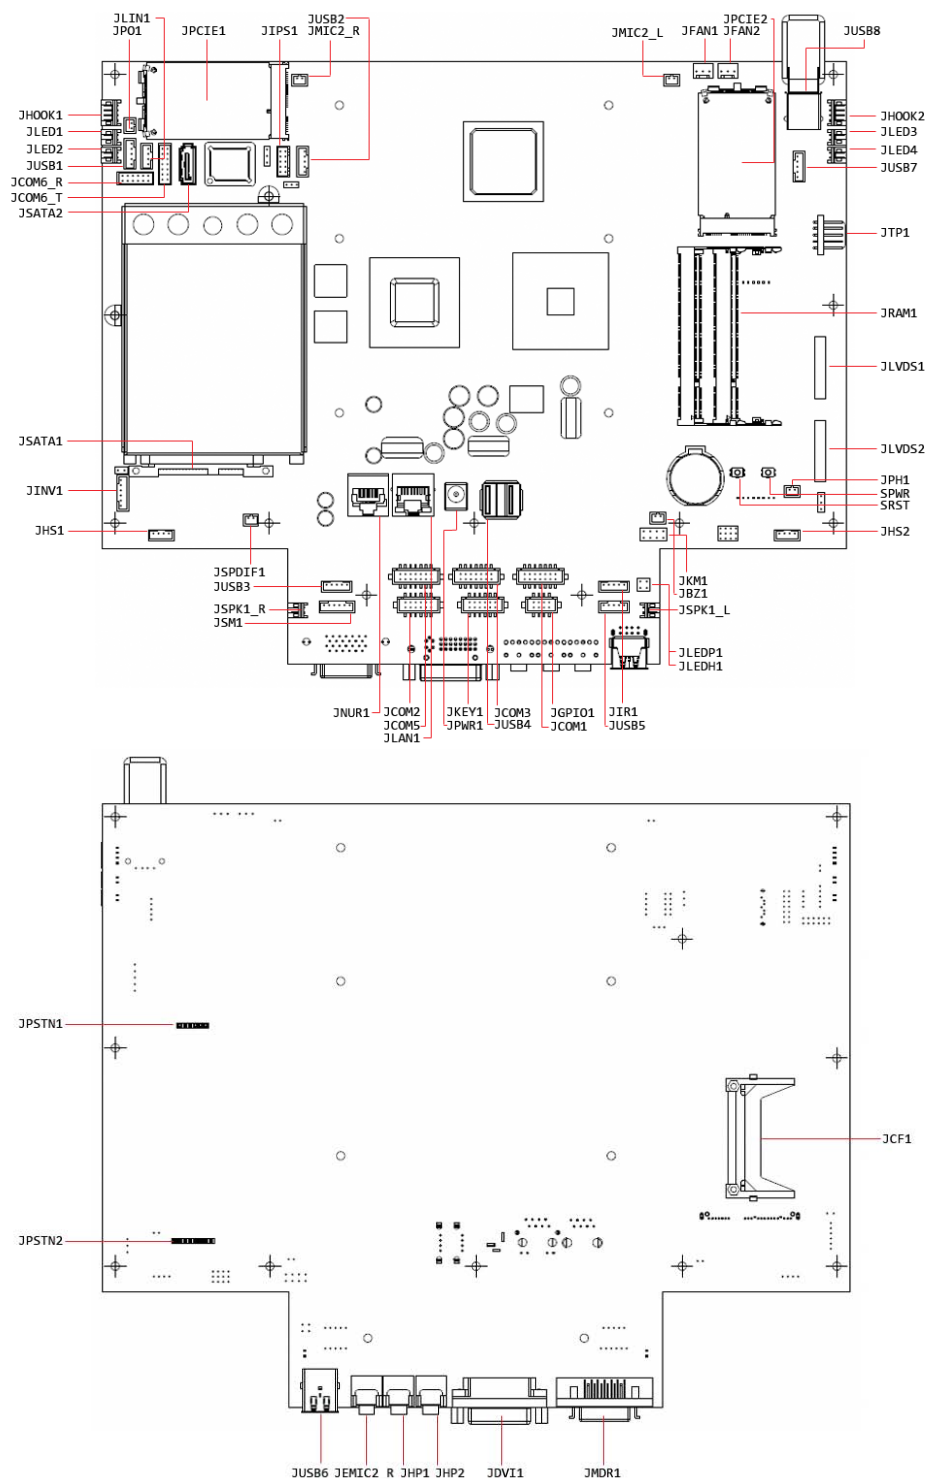 JLIN1
JPO1
JPCIE1
JIPS1
JUSB2
JMIC2_R
JMIC2_L
JFAN1
JPCIE2
JFAN2
JUSB8
JHOOK1
JLED1
JLED2
JUSB1
JCOM6_R
JCOM6_T
JSATA2
JHOOK2
JLED3
JLED4
JUSB7
JTP1
JRAM1
JLVDS1
JSATA1
JLVDS2
JINV1
JPH1
SPWR
SRST
JHS1
JHS2
JSPDIF1
JUSB3
JKM1
JBZ1
JSPK1_R
JSM1
JSPK1_L
JLEDP1
JLEDH1
JNUR1
JCOM2
JCOM5
JLAN1
JKEY1
JPWR1
JCOM3
JUSB4
JGPIO1
JCOM1
JIR1
JUSB5
JPSTN1
JCF1
JPSTN2
JUSB6 JEMIC2 R JHP1 JHP2 JDVI1 JMDR1